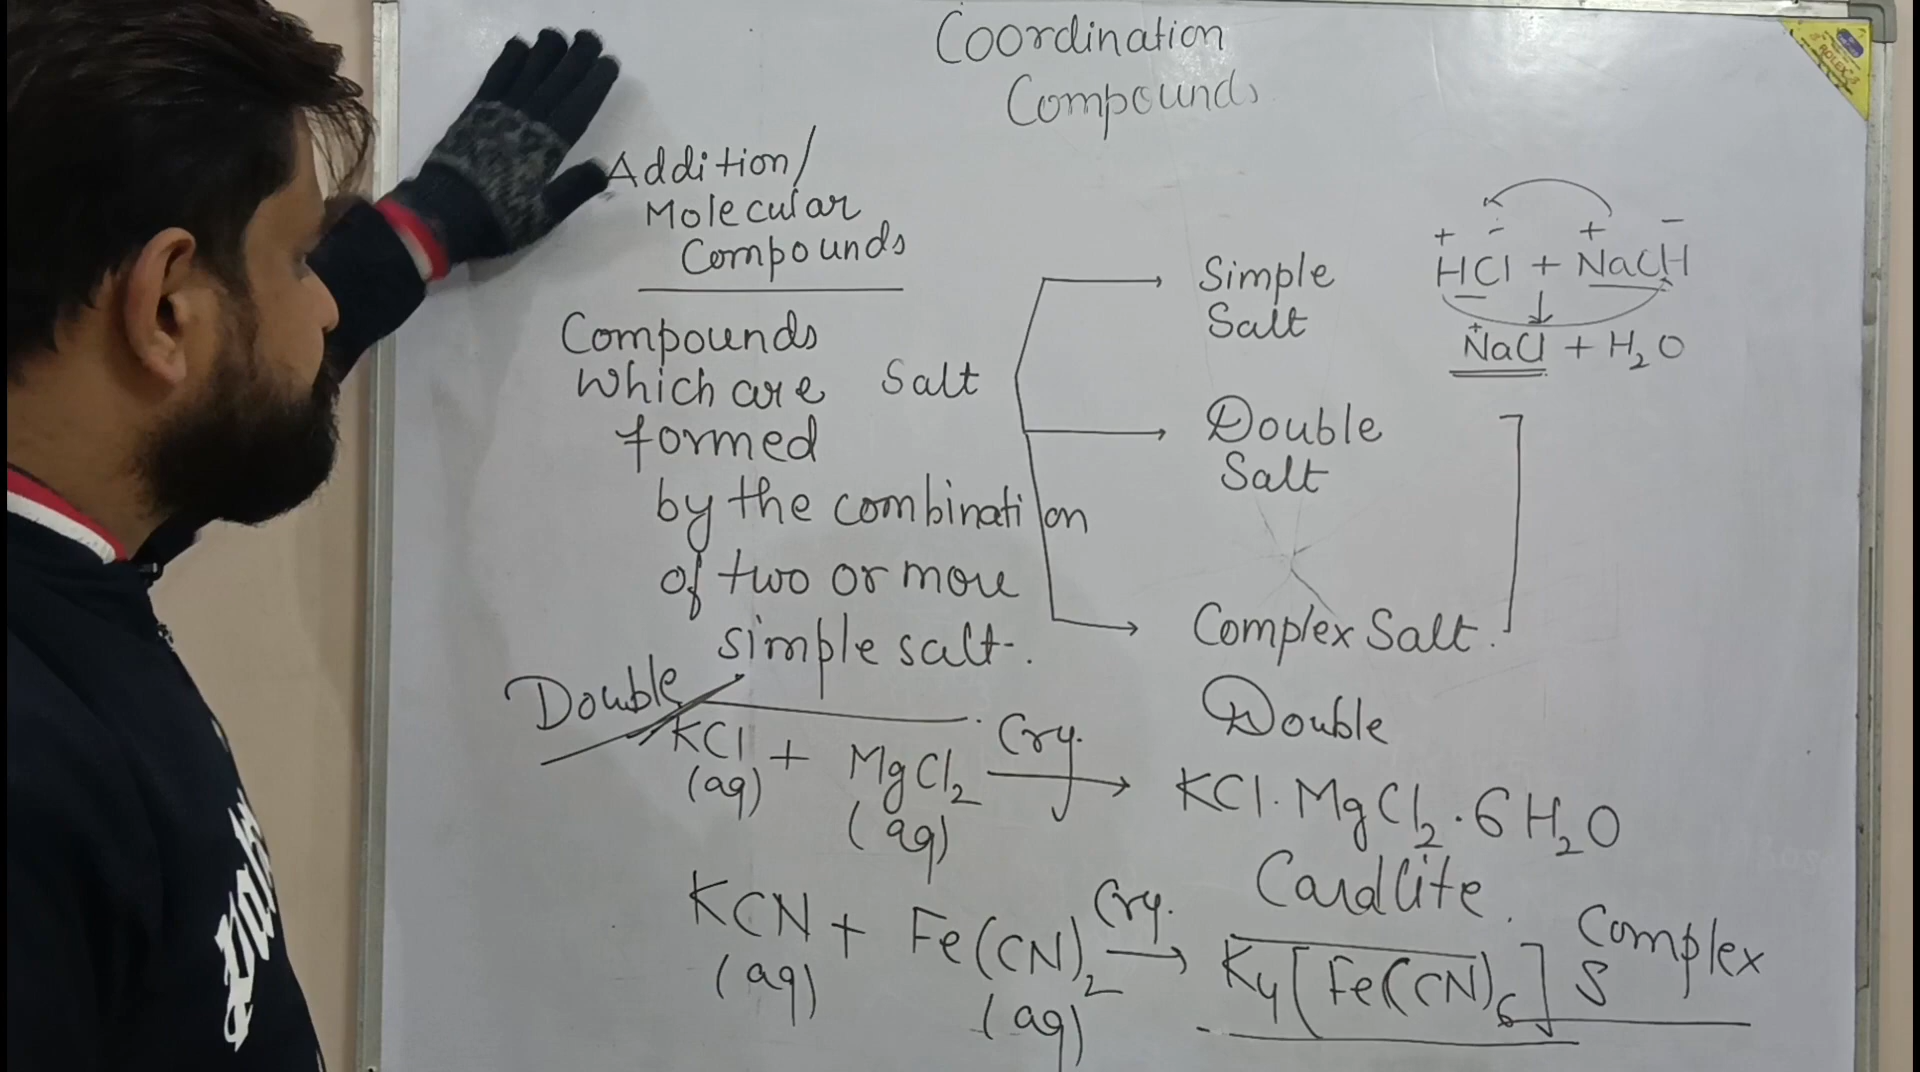 Coordination
Compounds
Addition/
Molecular
Compounds
Compounds
which are
formed
by the combination
of two or more
simple salt.
Salt
Simple
Salt
HCl + NaOH
NaCl + H₂O
Double
Salt
Complex Salt.
Double
KCl + MgCl₂ Cry.
(aq) (aq)
Double
KCl.MgCl₂.6H₂O
KCN + Fe(CN)₂ Cry.
(aq) (aq)
K₄[Fe(CN)₆]
Complex
S
ROLEX